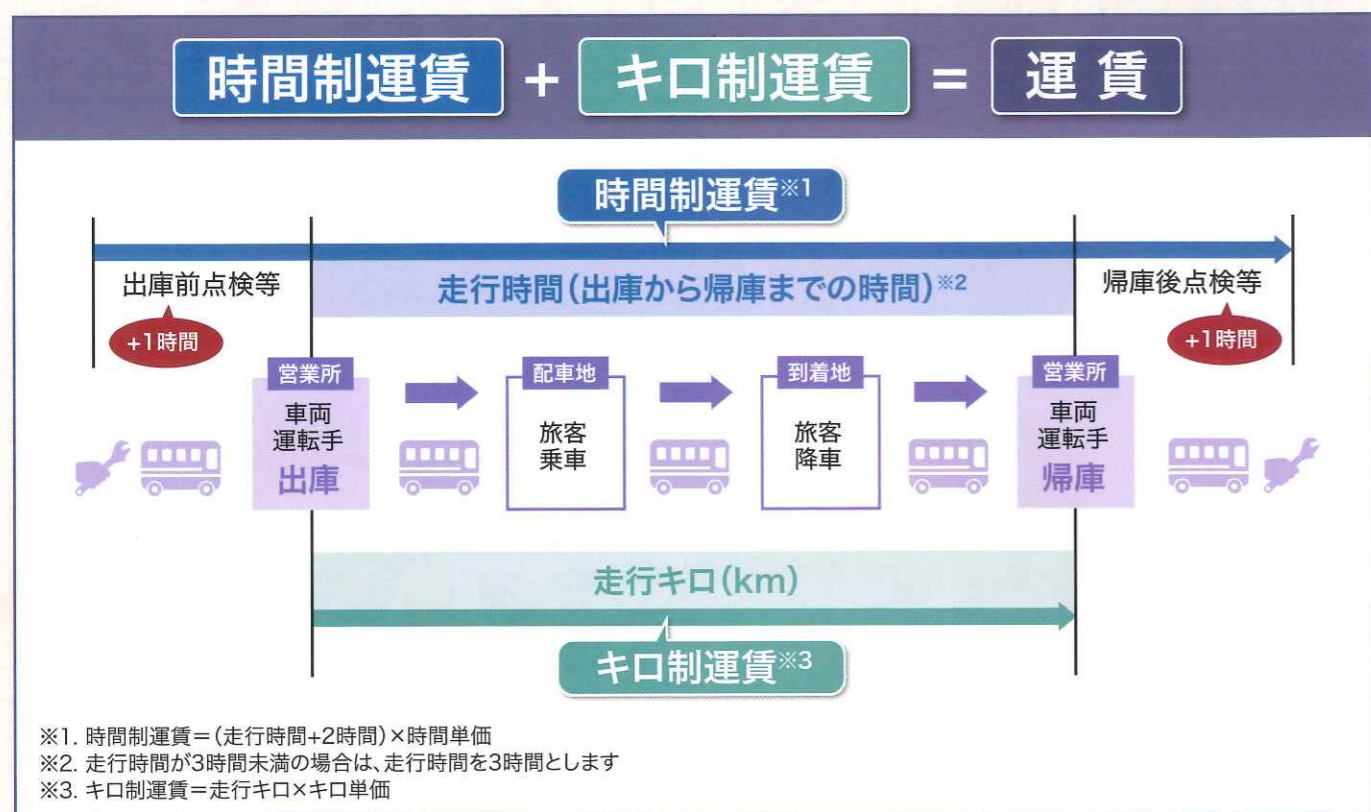 時間制運賃 + キロ制運賃 = 運賃
時間制運賃※1
出庫前点検等
+1時間
走行時間(出庫から帰庫までの時間)※2
帰庫後点検等
+1時間
営業所
車両
運転手
出庫
配車地
旅客
乗車
到着地
旅客
降車
営業所
車両
運転手
帰庫
走行キロ(km)
キロ制運賃※3
※1. 時間制運賃=(走行時間+2時間)×時間単価
※2. 走行時間が3時間未満の場合は、走行時間を3時間とします
※3. キロ制運賃=走行キロ×キロ単価